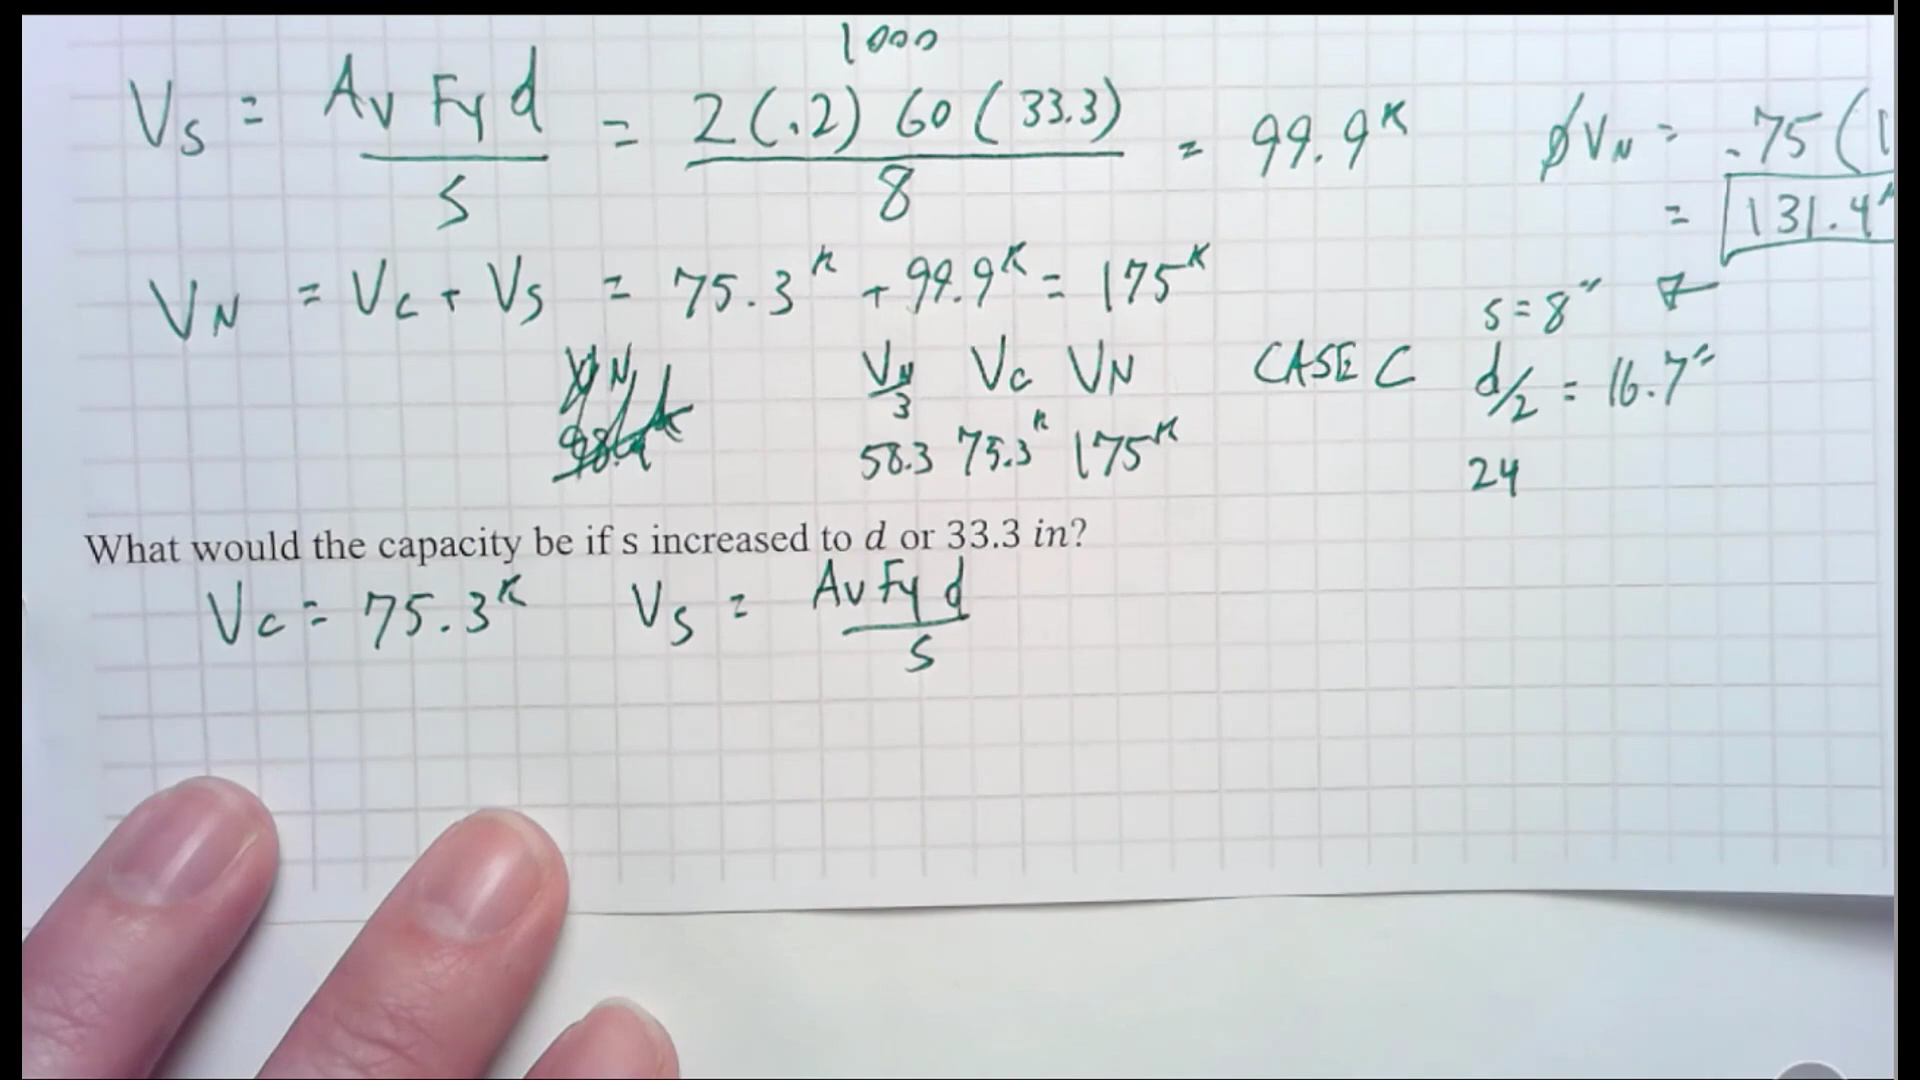 1000
Vs = Av Fy d / s = 2(.2) 60 (33.3) / 8 = 99.9ᴷ
φVN = .75(1
= 131.4ᴷ
VN = Vc + Vs = 75.3ᴷ + 99.9ᴷ = 175ᴷ
s = 8"
VN/3 Vc VN CASE C d/2 = 16.7"
58.3 75.3ᴷ 175ᴷ 24
What would the capacity be if s increased to d or 33.3 in?
Vc = 75.3ᴷ Vs = Av Fy d / s